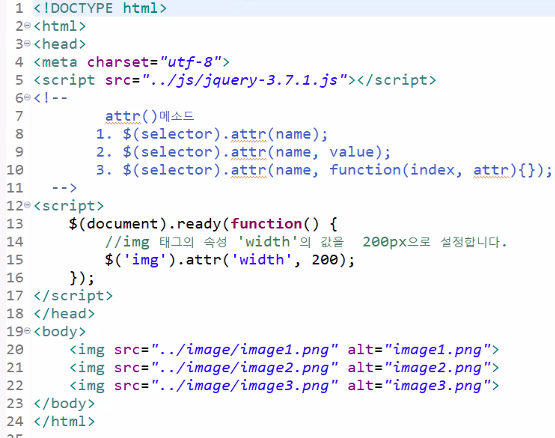 1 <!DOCTYPE html>
2 <html>
3 <head>
4 <meta charset="utf-8">
5 <script src="../js/jquery-3.7.1.js"></script>
6 <!--
7 attr()메소드
8 1. $(selector).attr(name);
9 2. $(selector).attr(name, value);
10 3. $(selector).attr(name, function(index, attr){});
11 -->
12 <script>
13 $(document).ready(function() {
14 //img 태그의 속성 'width'의 값을 200px으로 설정합니다.
15 $('img').attr('width', 200);
16 });
17 </script>
18 </head>
19 <body>
20 <img src="../image/image1.png" alt="image1.png">
21 <img src="../image/image2.png" alt="image2.png">
22 <img src="../image/image3.png" alt="image3.png">
23 </body>
24 </html>